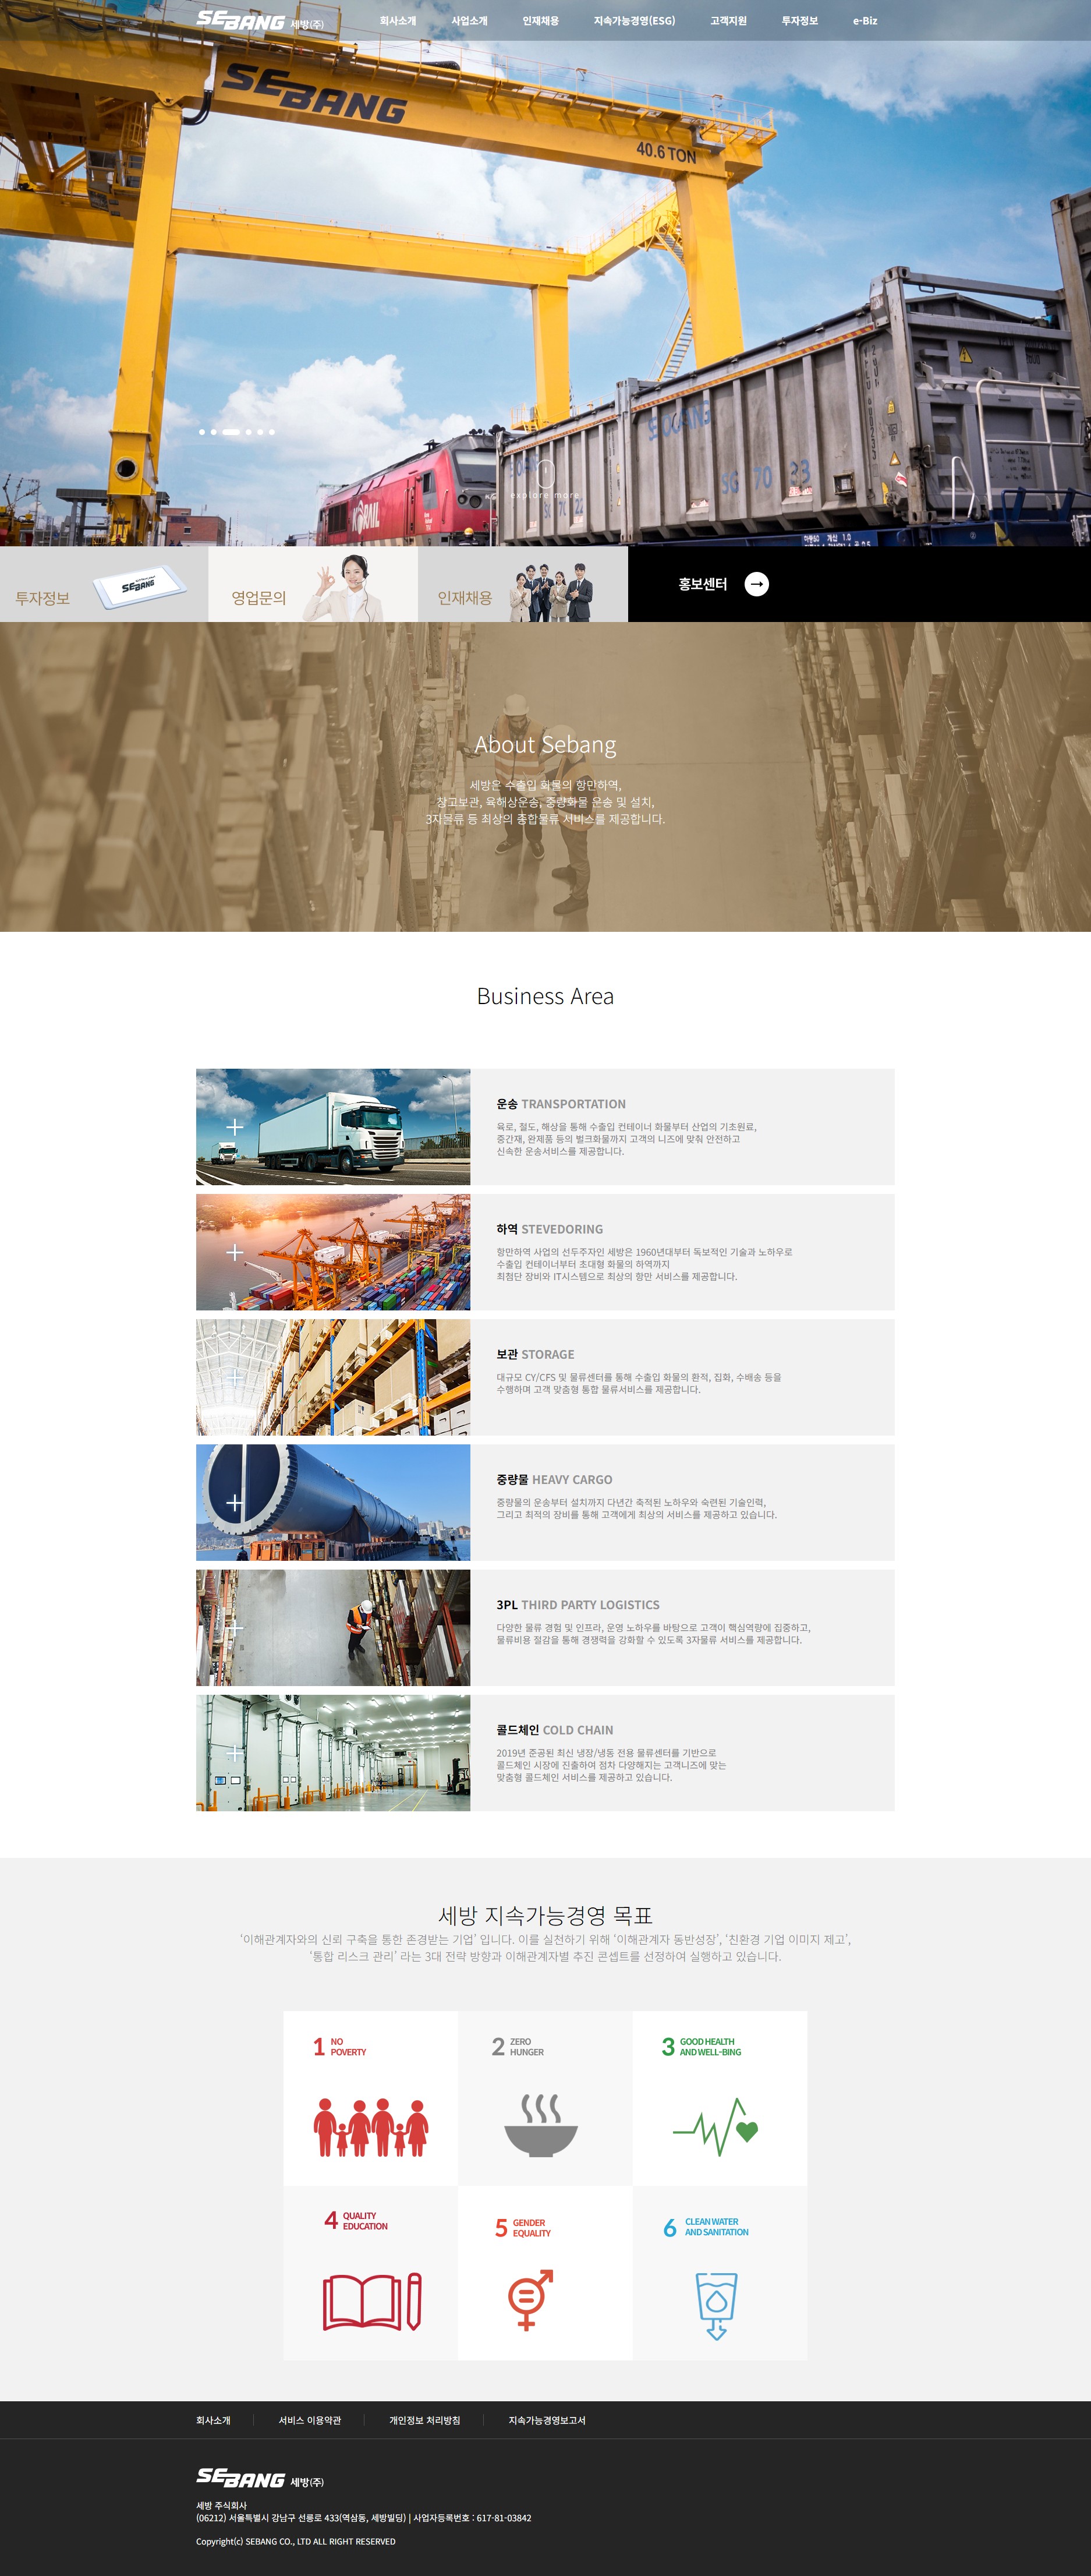 SEBANG 세방(주)
회사소개 사업소개 인재채용 지속가능경영(ESG) 고객지원 투자정보 e-Biz
SEBANG
40.6 TON
KORAIL
explore more
투자정보
SEBANG
영업문의
인재채용
홍보센터
About Sebang
세방은 수출입 화물의 항만하역,
창고보관, 육해상운송, 중량화물 운송 및 설치,
3자물류 등 최상의 종합물류 서비스를 제공합니다.
Business Area
운송 TRANSPORTATION
육로, 철도, 해상을 통해 수출입 컨테이너 화물부터 산업의 기초원료,
중간재, 완제품 등의 벌크화물까지 고객의 니즈에 맞춰 안전하고
신속한 운송서비스를 제공합니다.
하역 STEVEDORING
항만하역 사업의 선두주자인 세방은 1960년대부터 독보적인 기술과 노하우로
수출입 컨테이너부터 초대형 화물의 하역까지
최첨단 장비와 IT시스템으로 최상의 항만 서비스를 제공합니다.
보관 STORAGE
대규모 CY/CFS 및 물류센터를 통해 수출입 화물의 환적, 집화, 수배송 등을
수행하며 고객 맞춤형 통합 물류서비스를 제공합니다.
중량물 HEAVY CARGO
중량물의 운송부터 설치까지 다년간 축적된 노하우와 숙련된 기술인력,
그리고 최적의 장비를 통해 고객에게 최상의 서비스를 제공하고 있습니다.
3PL THIRD PARTY LOGISTICS
다양한 물류 경험 및 인프라, 운영 노하우를 바탕으로 고객이 핵심역량에 집중하고,
물류비용 절감을 통해 경쟁력을 강화할 수 있도록 3자물류 서비스를 제공합니다.
콜드체인 COLD CHAIN
2019년 준공된 최신 냉장/냉동 전용 물류센터를 기반으로
콜드체인 시장에 진출하여 점차 다양해지는 고객니즈에 맞는
맞춤형 콜드체인 서비스를 제공하고 있습니다.
세방 지속가능경영 목표
‘이해관계자와의 신뢰 구축을 통한 존경받는 기업’ 입니다. 이를 실천하기 위해 ‘이해관계자 동반성장’, ‘친환경 기업 이미지 제고’,
‘통합 리스크 관리’ 라는 3대 전략 방향과 이해관계자별 추진 콘셉트를 선정하여 실행하고 있습니다.
1 NO
POVERTY
2 ZERO
HUNGER
3 GOOD HEALTH
AND WELL-BING
4 QUALITY
EDUCATION
5 GENDER
EQUALITY
6 CLEAN WATER
AND SANITATION
회사소개 서비스 이용약관 개인정보 처리방침 지속가능경영보고서
SEBANG 세방(주)
세방 주식회사
(06212) 서울특별시 강남구 선릉로 433(역삼동, 세방빌딩) | 사업자등록번호 : 617-81-03842
Copyright(c) SEBANG CO., LTD ALL RIGHT RESERVED